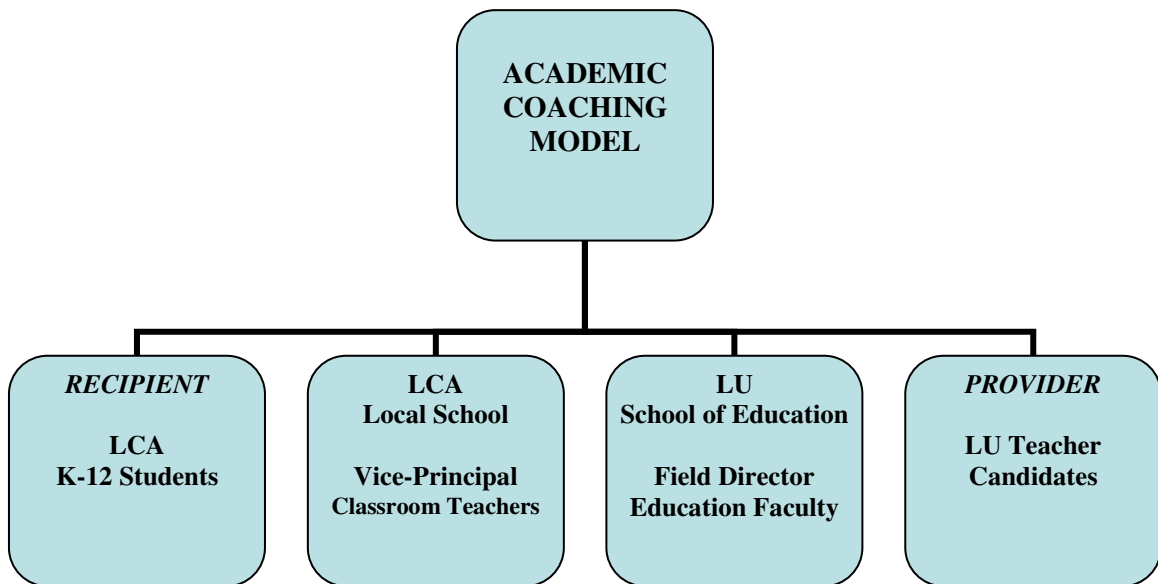 ACADEMIC
COACHING
MODEL
RECIPIENT
LCA
K-12 Students
LCA
Local School
Vice-Principal
Classroom Teachers
LU
School of Education
Field Director
Education Faculty
PROVIDER
LU Teacher
Candidates